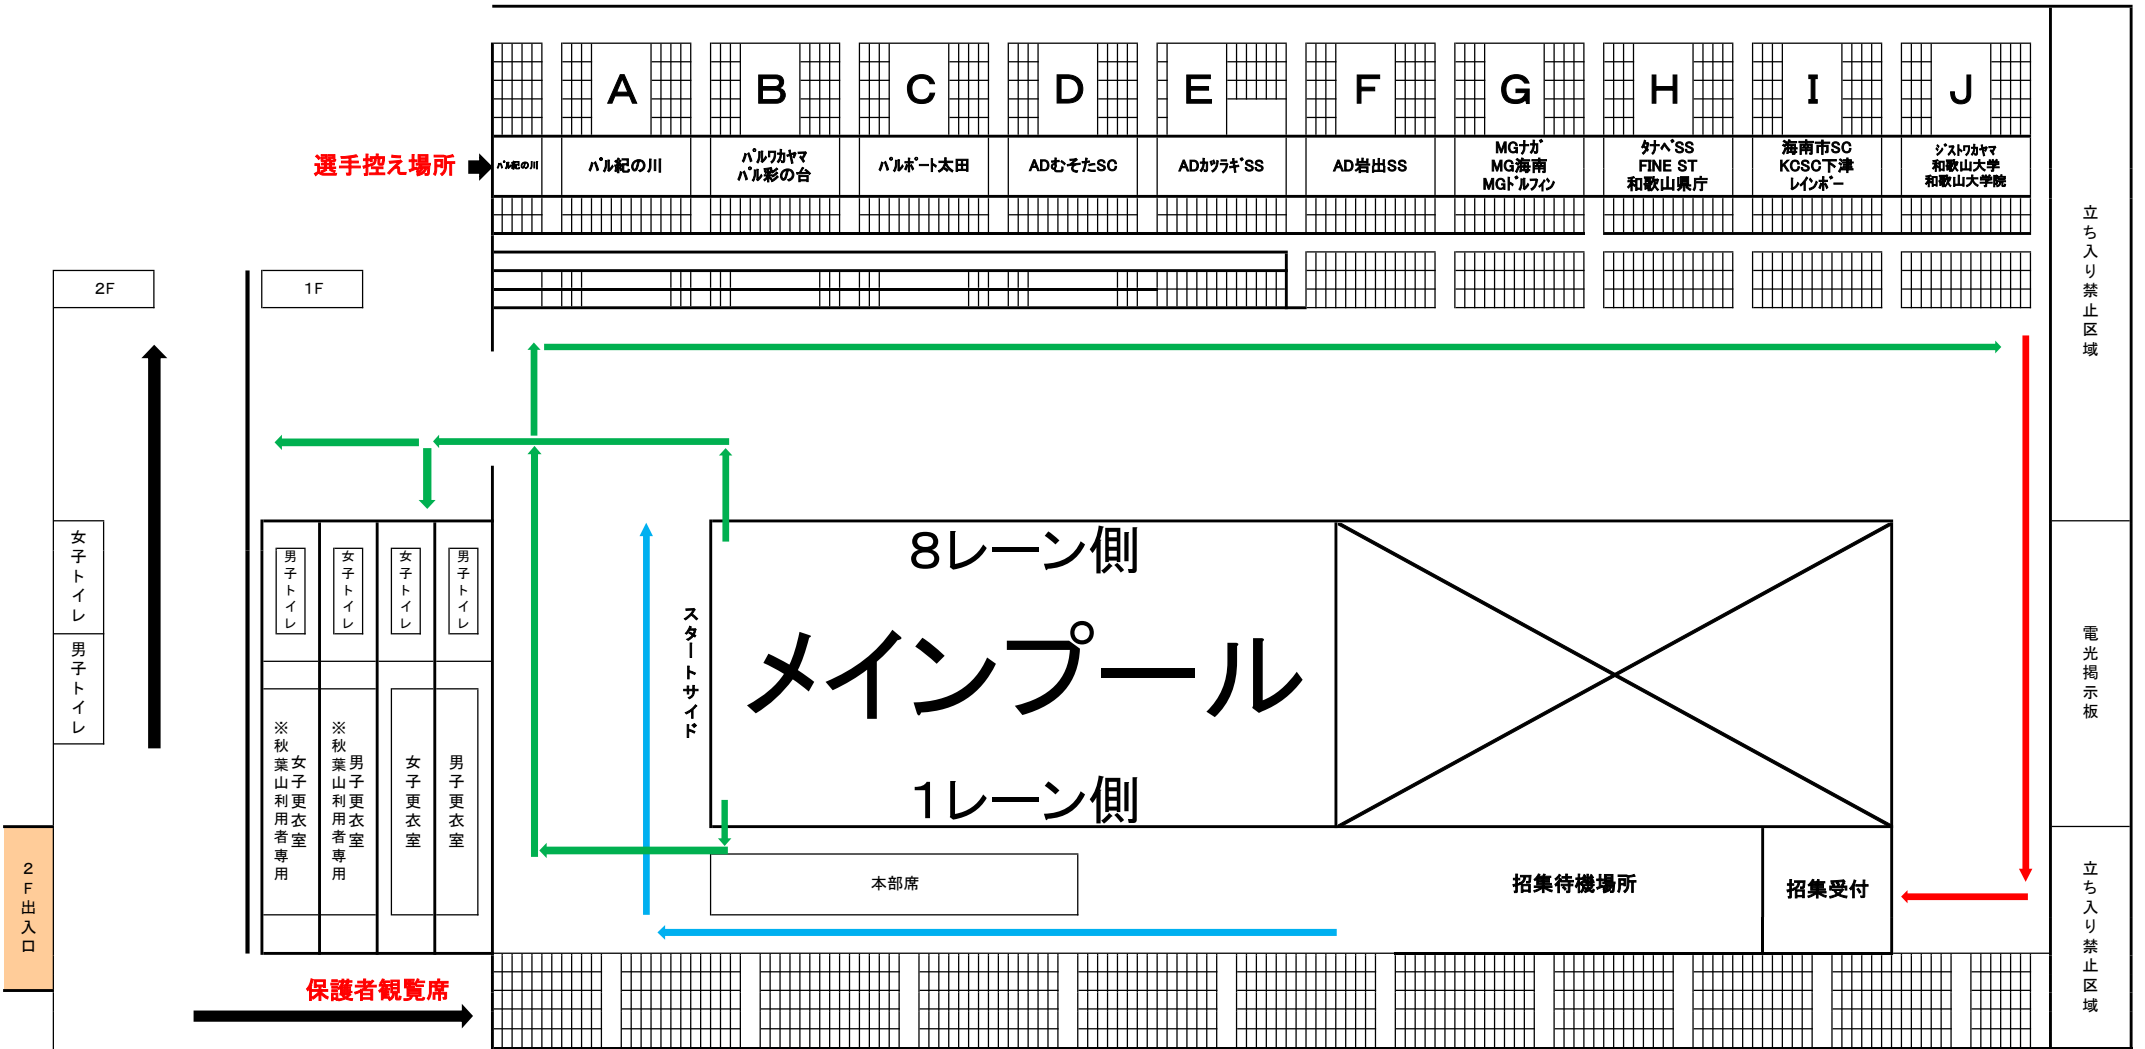 A
B
C
D
E
F
G
H
I
J
選手控え場所
パル紀の川
パル紀の川
パルワカヤマ
パル彩の台
パルポート太田
ADむそたSC
ADカツラギSS
AD岩出SS
MGナガ
MG海南
MGドルフィン
タナベSS
FINE ST
和歌山県庁
海南市SC
KCSC下津
レインボー
ジストワカヤマ
和歌山大学
和歌山大学院
立ち入り禁止区域
2F
1F
女子トイレ
男子トイレ
男子トイレ
女子トイレ
女子トイレ
男子トイレ
スタートサイド
8レーン側
メインプール
1レーン側
電光掲示板
女子更衣室
※秋葉山利用者専用
男子更衣室
※秋葉山利用者専用
女子更衣室
男子更衣室
2F出入口
本部席
招集待機場所
招集受付
立ち入り禁止区域
保護者観覧席